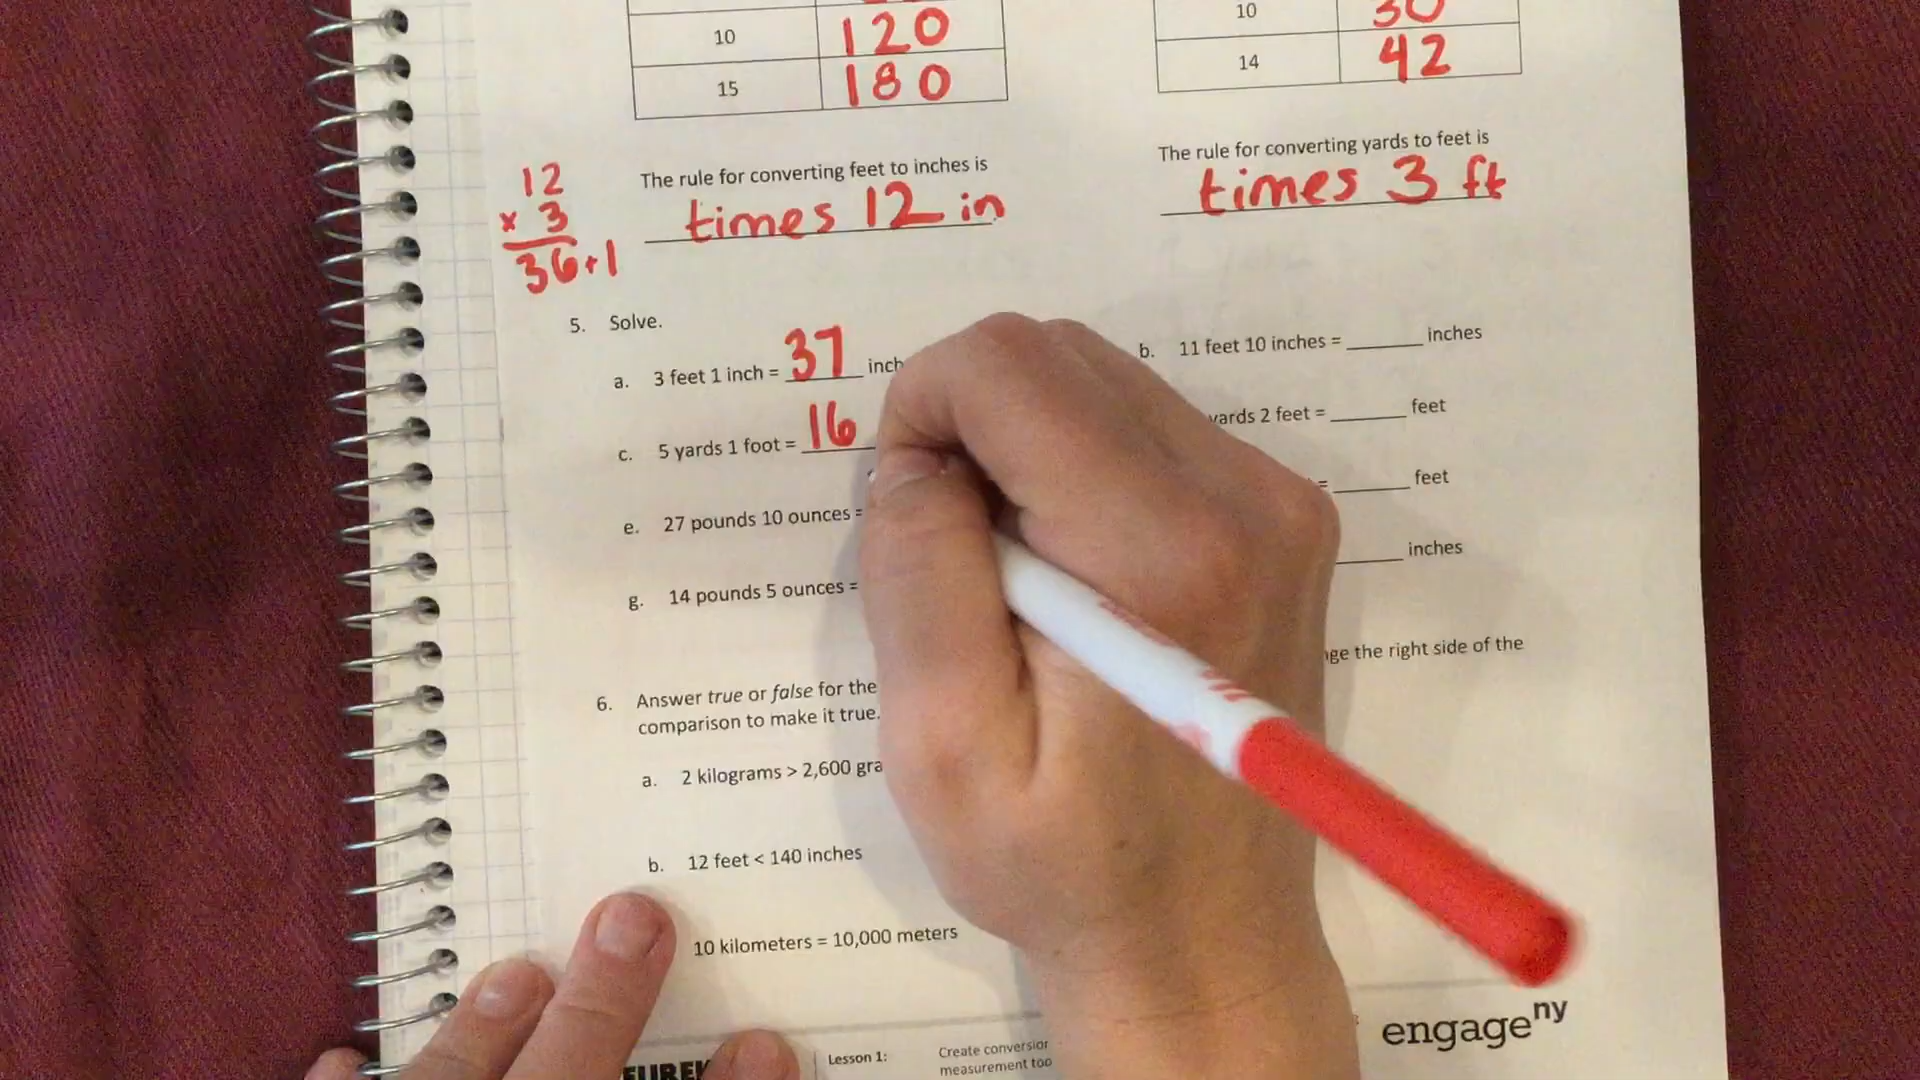 10 120
15 180
10 30
14 42
The rule for converting feet to inches is
times 12 in
The rule for converting yards to feet is
times 3 ft
12
× 3
36+1
5. Solve.
a. 3 feet 1 inch = 37 inch
b. 11 feet 10 inches = ______ inches
c. 5 yards 1 foot = 16
yards 2 feet = ______ feet
e. 27 pounds 10 ounces =
= ______ feet
g. 14 pounds 5 ounces =
______ inches
6. Answer true or false for the
ge the right side of the
comparison to make it true.
a. 2 kilograms > 2,600 gra
b. 12 feet < 140 inches
10 kilometers = 10,000 meters
EUREK
Lesson 1:
Create conversion
measurement too
engage ny